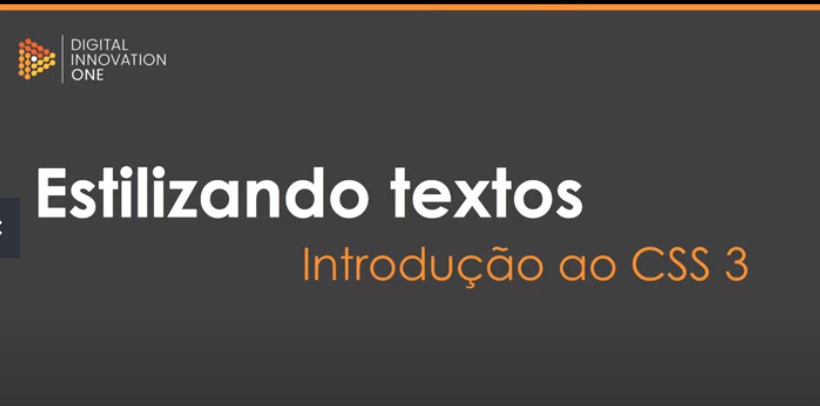 DIGITAL
INNOVATION
ONE
Estilizando textos
Introdução ao CSS 3